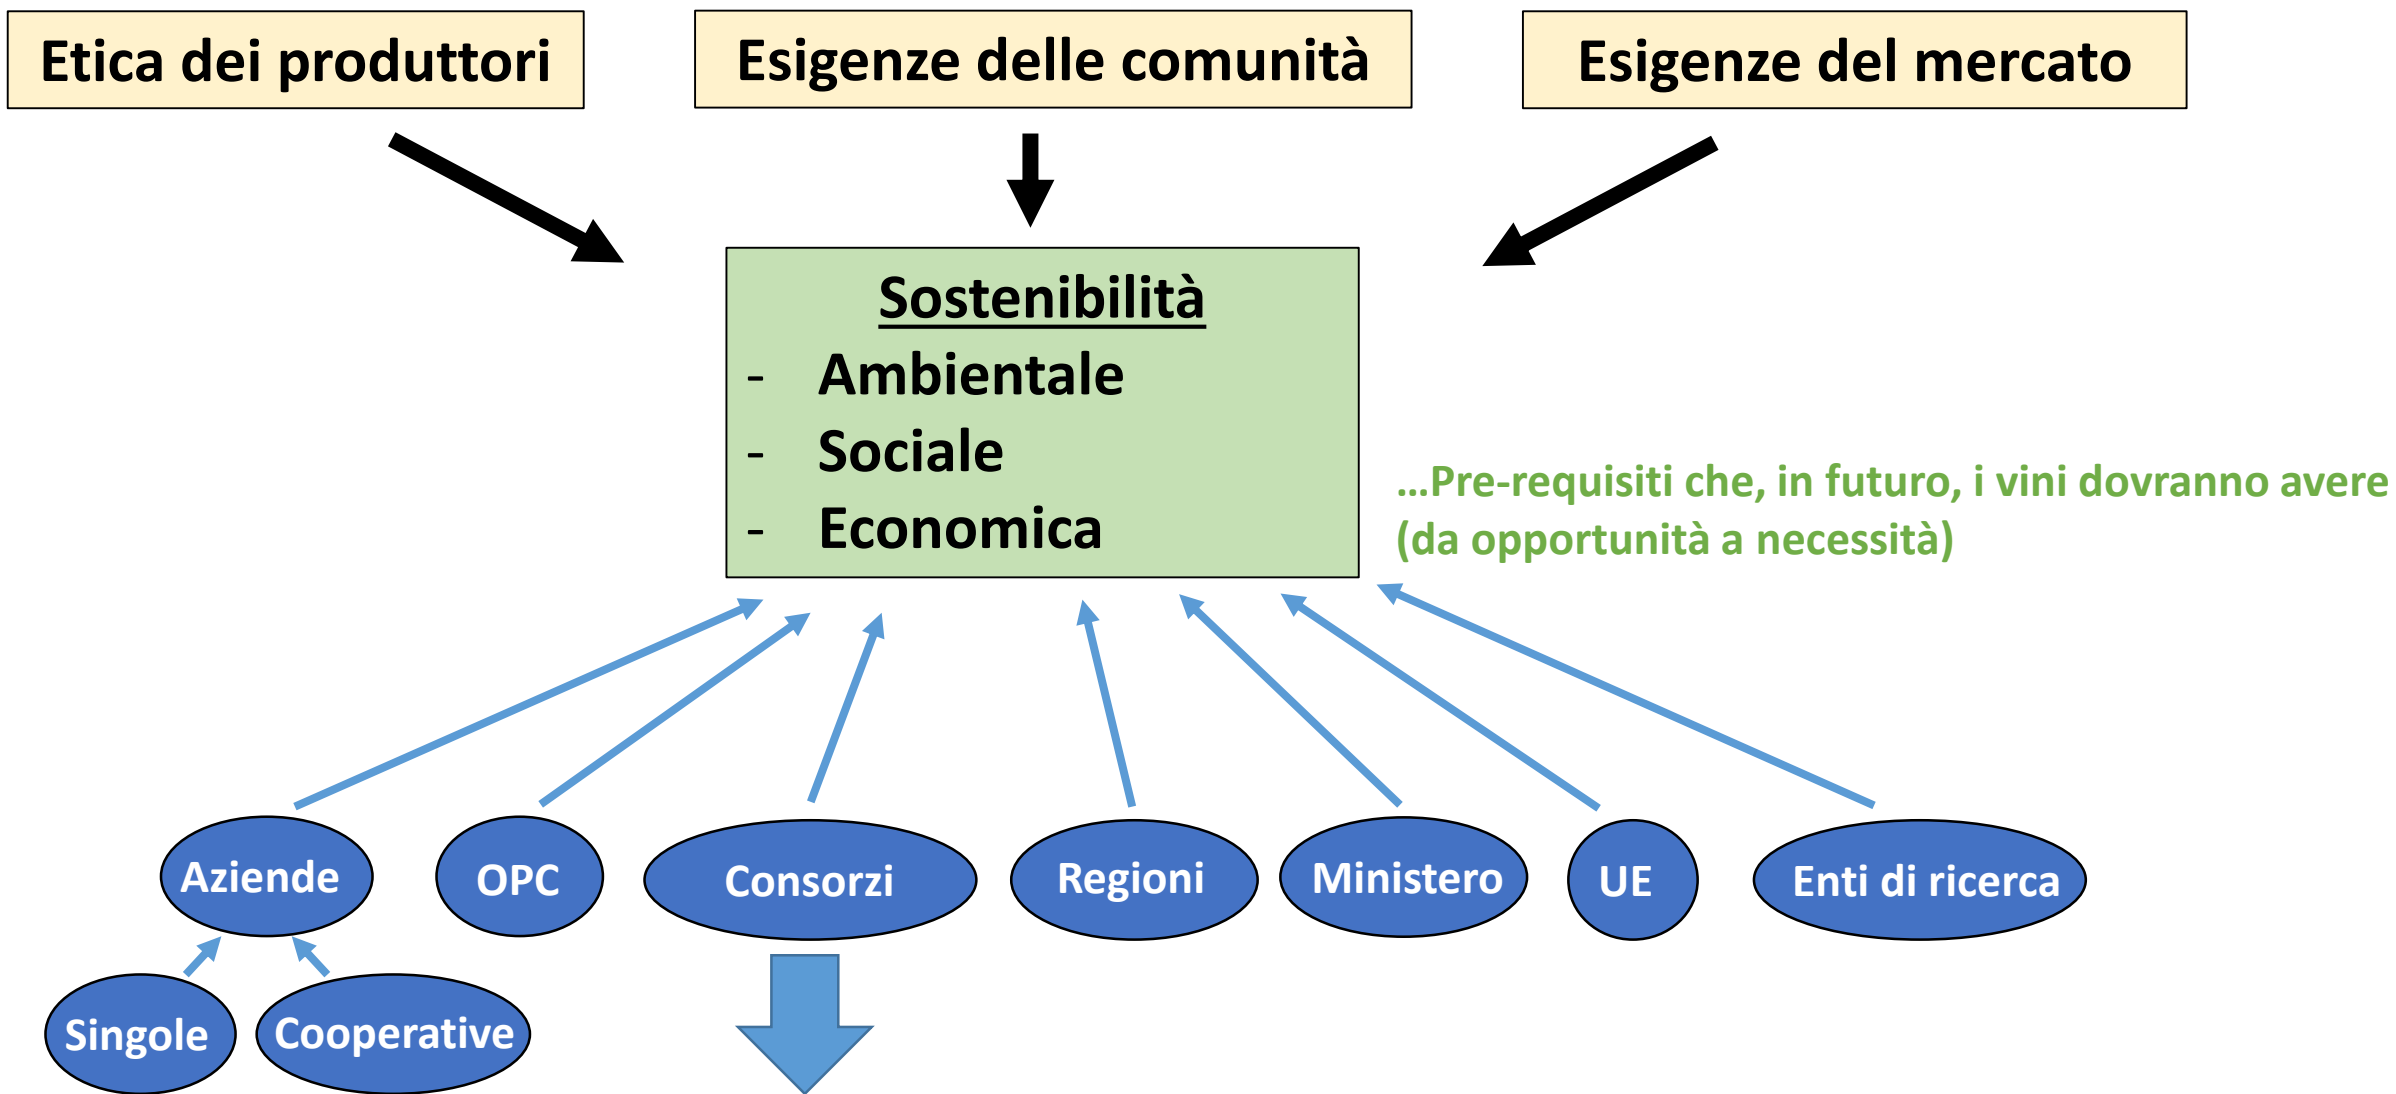 Etica dei produttori
Esigenze delle comunità
Esigenze del mercato
Sostenibilità
- Ambientale
- Sociale
- Economica
...Pre-requisiti che, in futuro, i vini dovranno avere
(da opportunità a necessità)
Aziende
OPC
Consorzi
Regioni
Ministero
UE
Enti di ricerca
Singole
Cooperative